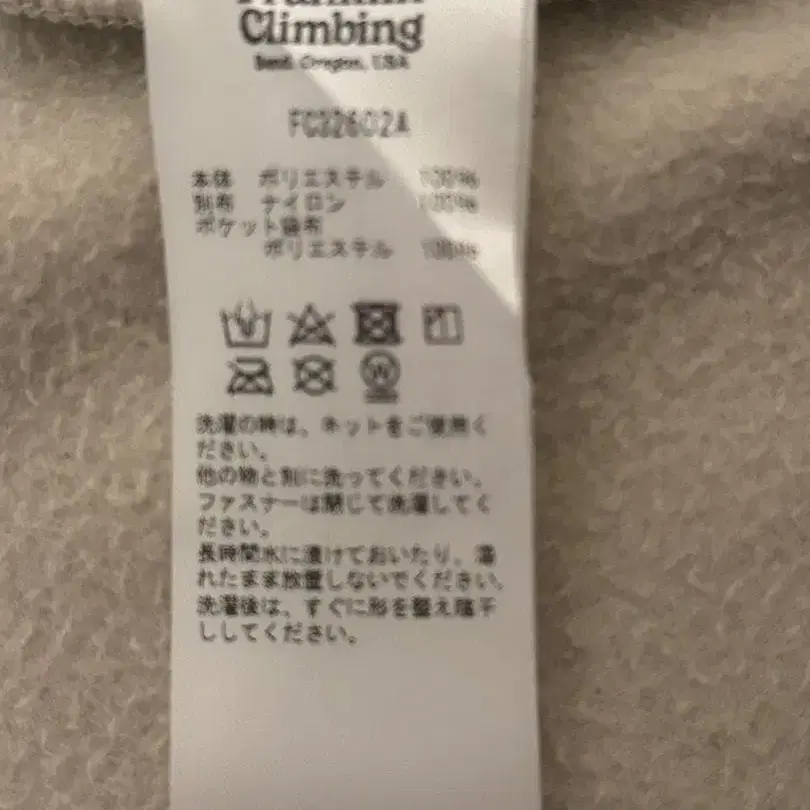 Climbing
Bend, Oregon, USA
FC32602A
本体 ポリエステル 100%
別布 ナイロン 100%
ポケット袋布
ポリエステル 100%
W
洗濯の時は、ネットをご使用く
ださい。
他の物と別に洗ってください。
ファスナーは閉じて洗濯してく
ださい。
長時間水に漬けておいたり、濡
れたまま放置しないでください。
洗濯後は、すぐに形を整え陰干
ししてください。